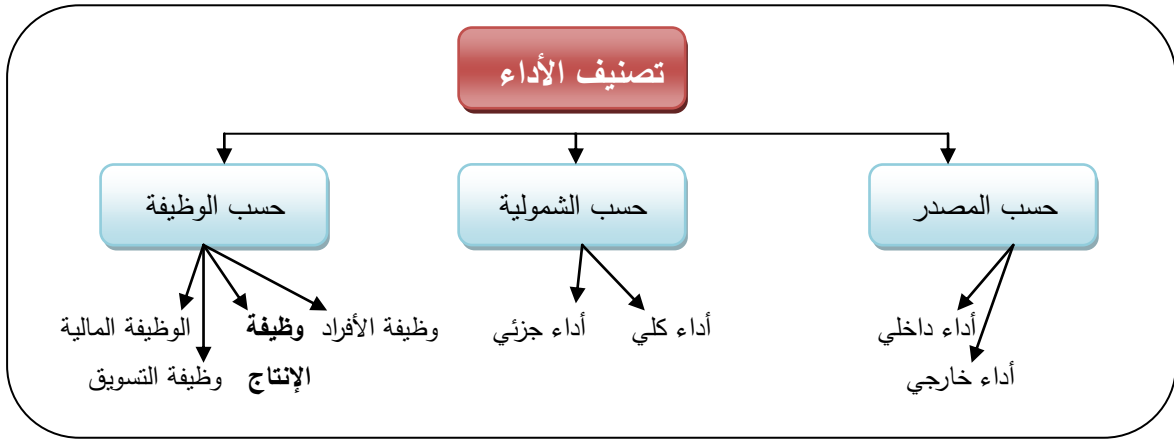 تصنيف الأداء
حسب المصدر
حسب الشمولية
حسب الوظيفة
أداء داخلي
أداء خارجي
أداء كلي
أداء جزئي
وظيفة الأفراد
وظيفة
الإنتاج
الوظيفة المالية
وظيفة التسويق